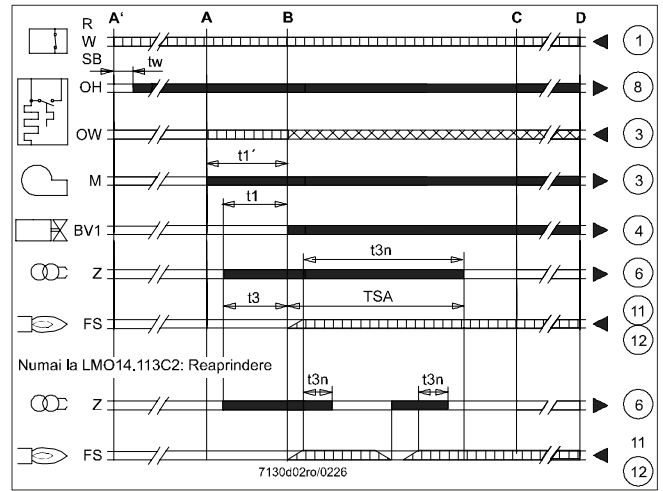 A' A B C D
R
W 1
SB tw
OH 8
OW 3
t1´
M 3
t1
BV1 4
t3n
Z 6
t3 TSA
FS 11
12
Numai la LMO14.113C2: Reaprindere
t3n t3n
Z 6
FS 11
12
7130d02ro/0226